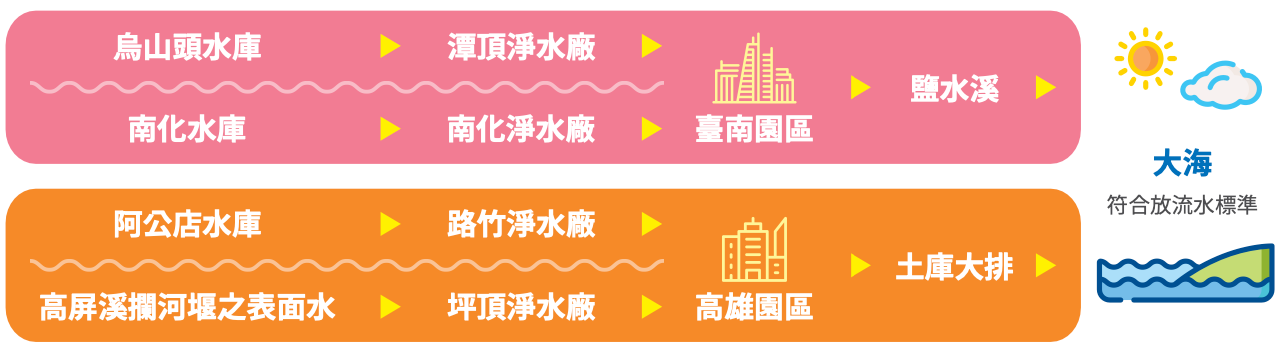 烏山頭水庫
潭頂淨水廠
南化水庫
南化淨水廠
臺南園區
鹽水溪
阿公店水庫
路竹淨水廠
高屏溪攔河堰之表面水
坪頂淨水廠
高雄園區
土庫大排
大海
符合放流水標準